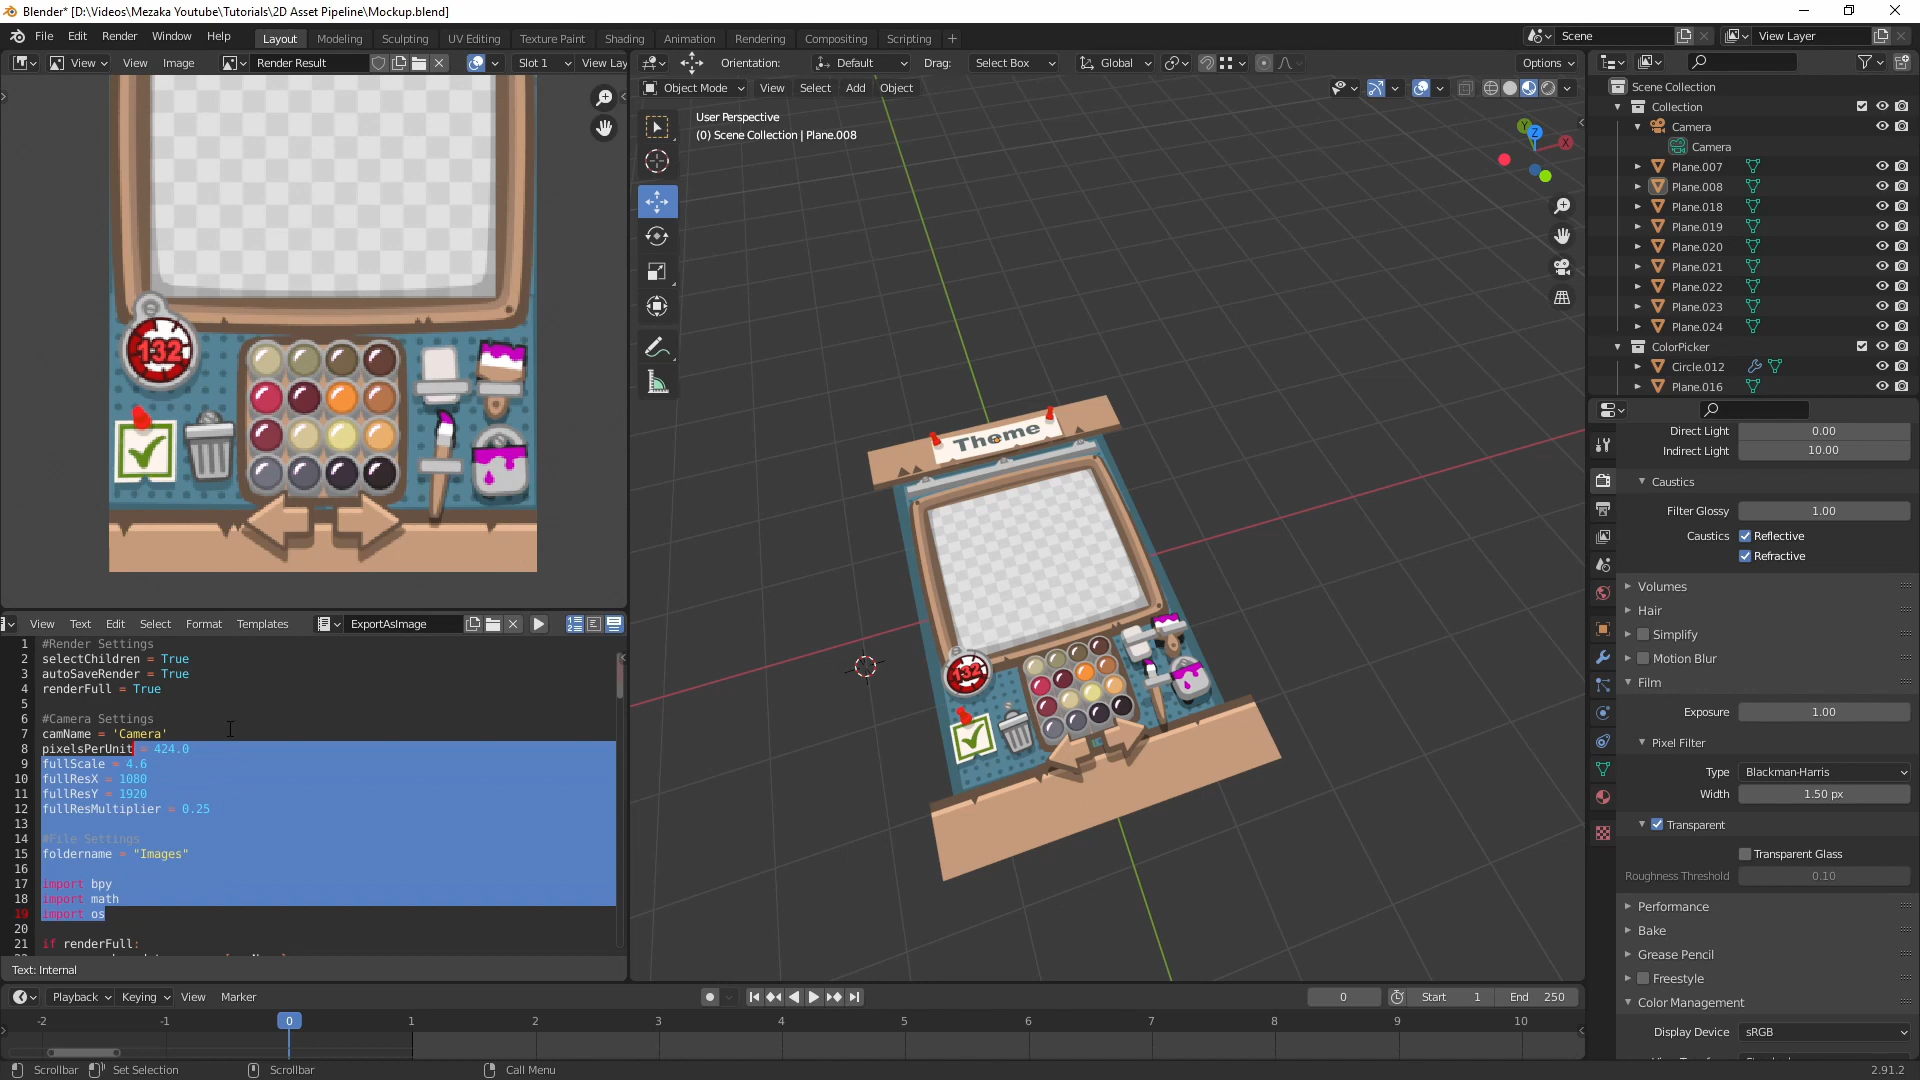 Blender* [D:\Videos\Mezaka Youtube\Tutorials\2D Asset Pipeline\Mockup.blend]
File Edit Render Window Help Layout Modeling Sculpting UV Editing Texture Paint Shading Animation Rendering Compositing Scripting + Scene View Layer
View View Image Render Result Slot 1 View Lay Orientation: Default Drag: Select Box Global Options
Object Mode View Select Add Object
User Perspective
(0) Scene Collection | Plane.008
Y Z X
Scene Collection
Collection
Camera
Camera
Plane.007
Plane.008
Plane.018
Plane.019
Plane.020
Plane.021
Plane.022
Plane.023
Plane.024
ColorPicker
Circle.012
Plane.016
132
Theme
132
Direct Light 0.00
Indirect Light 10.00
Caustics
Filter Glossy 1.00
Caustics Reflective
Refractive
Volumes
Hair
Simplify
Motion Blur
Film
Exposure 1.00
Pixel Filter
Type Blackman-Harris
Width 1.50 px
Transparent
Transparent Glass
Roughness Threshold 0.10
Performance
Bake
Grease Pencil
Freestyle
Color Management
Display Device sRGB
View Text Edit Select Format Templates ExportAsImage
1 #Render Settings
2 selectChildren = True
3 autoSaveRender = True
4 renderFull = True
5
6 #Camera Settings
7 camName = 'Camera'
8 pixelsPerUnit = 424.0
9 fullScale = 4.6
10 fullResX = 1080
11 fullResY = 1920
12 fullResMultiplier = 0.25
13
14 #File Settings
15 foldername = "Images"
16
17 import bpy
18 import math
19 import os
20
21 if renderFull:
Text: Internal
Playback Keying View Marker 0 Start 1 End 250
-2 -1 0 1 2 3 4 5 6 7 8 9 10
Scrollbar Set Selection Scrollbar Call Menu 2.91.2